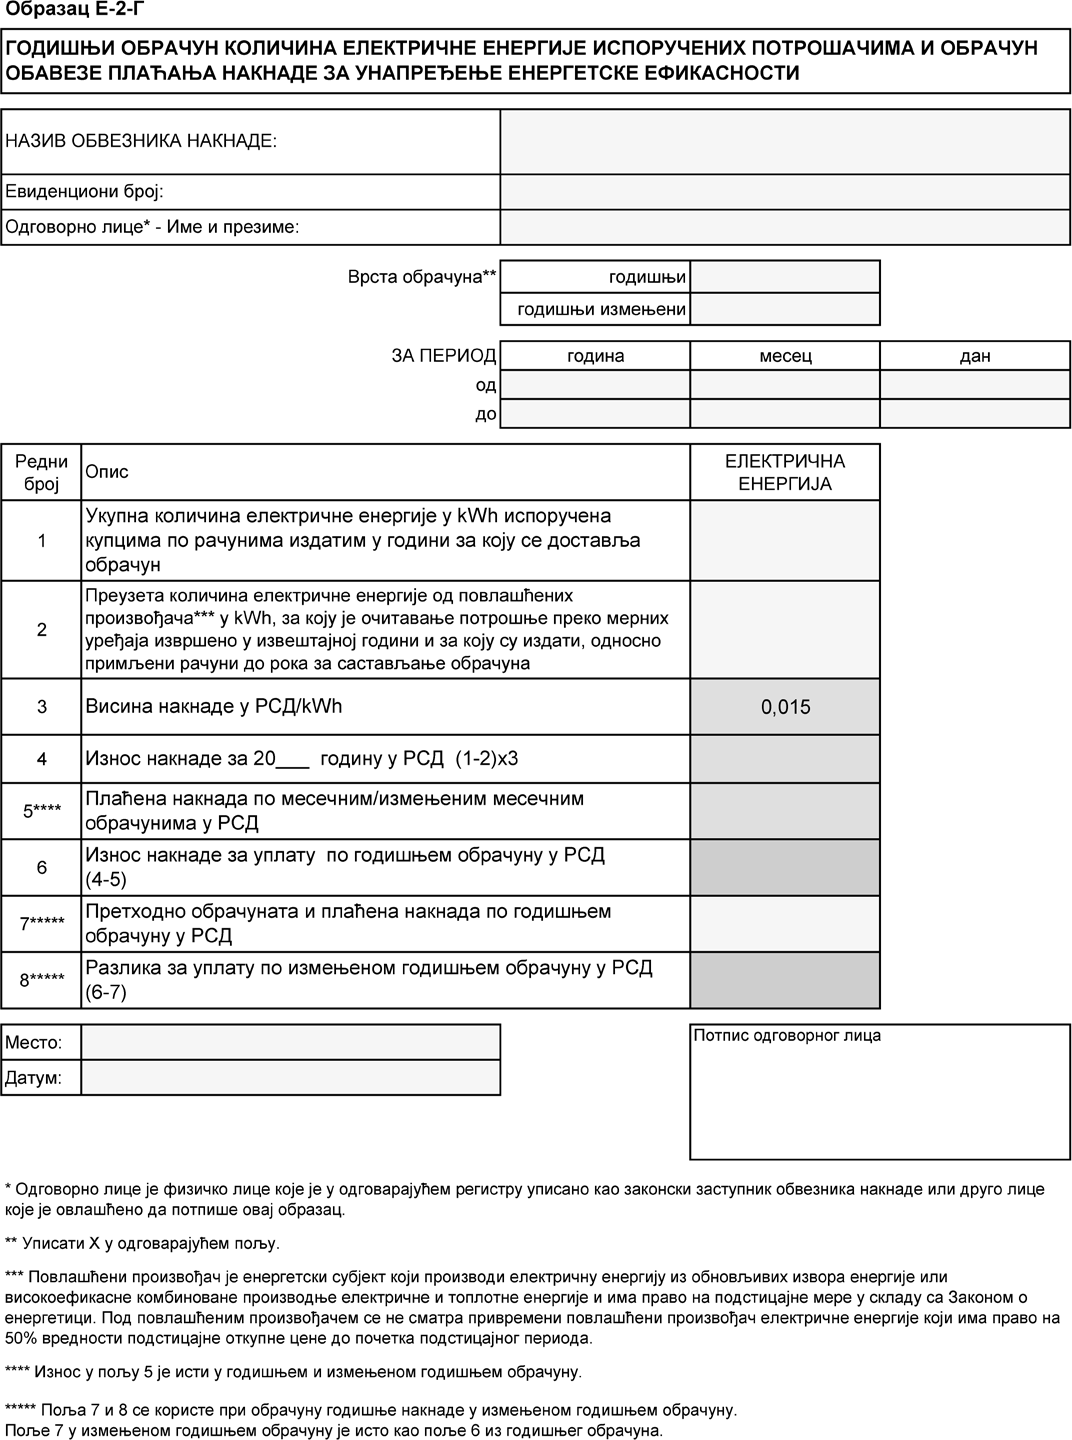 Образац Е-2-Г
ГОДИШЊИ ОБРАЧУН КОЛИЧИНА ЕЛЕКТРИЧНЕ ЕНЕРГИЈЕ ИСПОРУЧЕНИХ ПОТРОШАЧИМА И ОБРАЧУН
ОБАВЕЗЕ ПЛАЋАЊА НАКНАДЕ ЗА УНАПРЕЂЕЊЕ ЕНЕРГЕТСКЕ ЕФИКАСНОСТИ
НАЗИВ ОБВЕЗНИКА НАКНАДЕ:
Евиденциони број:
Одговорно лице* - Име и презиме:
Врста обрачуна** годишњи
годишњи измењени
ЗА ПЕРИОД година месец дан
од
до
Редни
број
Опис
ЕЛЕКТРИЧНА
ЕНЕРГИЈА
1
Укупна количина електричне енергије у kWh испоручена
купцима по рачунима издатим у години за коју се доставља
обрачун
2
Преузета количина електричне енергије од повлашћених
произвођача*** у kWh, за коју је очитавање потрошње преко мерних
уређаја извршено у извештајној години и за коју су издати, односно
примљени рачуни до рока за састављање обрачуна
3 Висина накнаде у РСД/kWh 0,015
4 Износ накнаде за 20___ годину у РСД (1-2)x3
5****
Плаћена накнада по месечним/измењеним месечним
обрачунима у РСД
6
Износ накнаде за уплату по годишњем обрачуну у РСД
(4-5)
7*****
Претходно обрачуната и плаћена накнада по годишњем
обрачуну у РСД
8*****
Разлика за уплату по измењеном годишњем обрачуну у РСД
(6-7)
Место:
Датум:
Потпис одговорног лица
* Одговорно лице је физичко лице које је у одговарајућем регистру уписано као законски заступник обвезника накнаде или друго лице
које је овлашћено да потпише овај образац.
** Уписати X у одговарајућем пољу.
*** Повлашћени произвођач је енергетски субјект који производи електричну енергију из обновљивих извора енергије или
високоефикасне комбиноване производње електричне и топлотне енергије и има право на подстицајне мере у складу са Законом о
енергетици. Под повлашћеним произвођачем се не сматра привремени повлашћени произвођач електричне енергије који има право на
50% вредности подстицајне откупне цене до почетка подстицајног периода.
**** Износ у пољу 5 је исти у годишњем и измењеном годишњем обрачуну.
***** Поља 7 и 8 се користе при обрачуну годишње накнаде у измењеном годишњем обрачуну.
Поље 7 у измењеном годишњем обрачуну је исто као поље 6 из годишњег обрачуна.